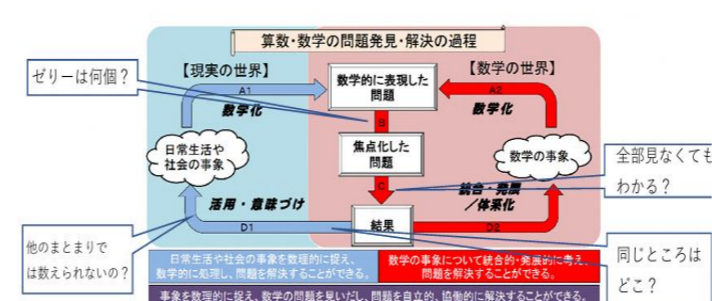 算数・数学の問題発見・解決の過程
【現実の世界】
【数学の世界】
ゼリーは何個？
A1
数学的に表現した
問題
A2
数学化
数学化
B
焦点化した
問題
日常生活や
社会の事象
数学の事象
全部見なくても
わかる？
C
活用・意味づけ
統合・発展
／体系化
結果
D1
D2
他のまとまりで
は数えられないの？
同じところは
どこ？
日常生活や社会の事象を数理的に捉え、
数学的に処理し、問題を解決することができる。
数学の事象について統合的・発展的に考え、
問題を解決することができる。
事象を数理的に捉え、数学の問題を見いだし、問題を自立的、協働的に解決することができる。